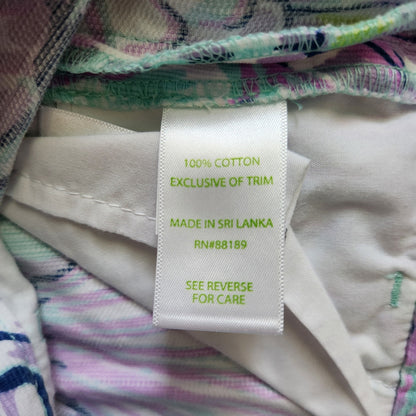 100% COTTON
EXCLUSIVE OF TRIM
MADE IN SRI LANKA
RN#88189
SEE REVERSE
FOR CARE